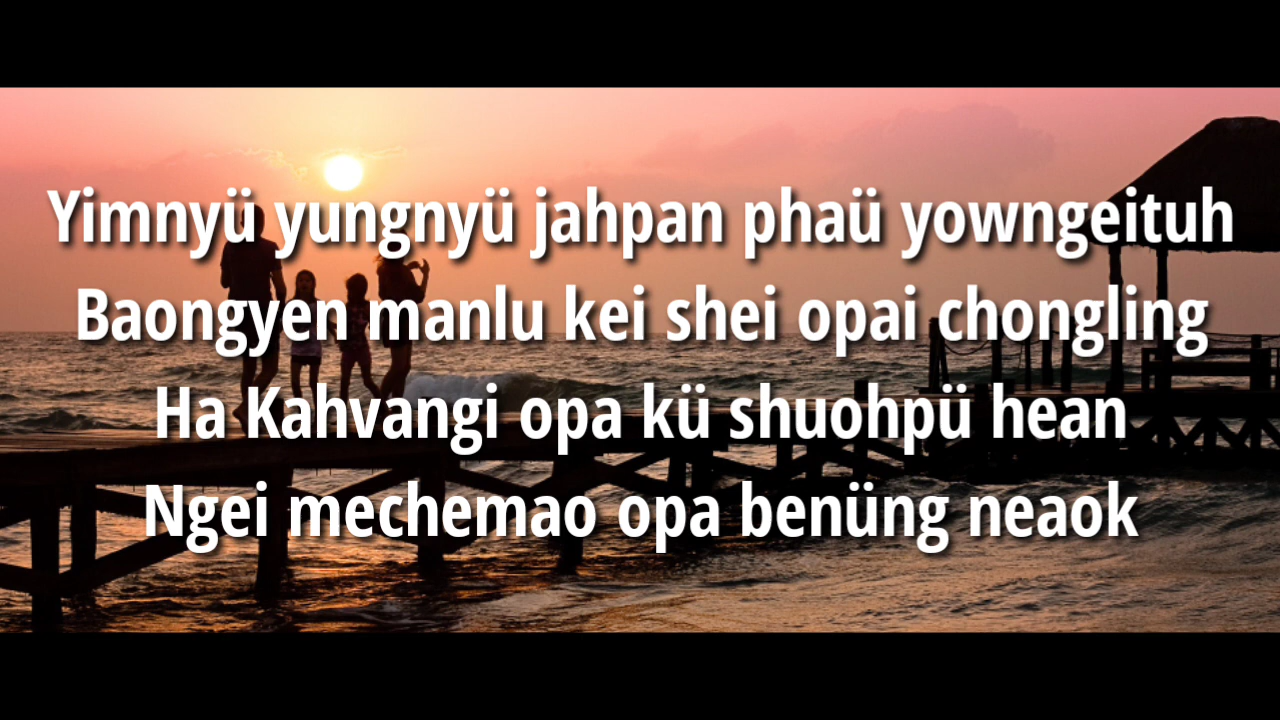 Yimnyü yungnyü jahpan phaü yowngeituh
Baongyen manlu kei shei opai chongling
Ha Kahvangi opa kü shuohpü hean
Ngei mechemao opa benüng neaok